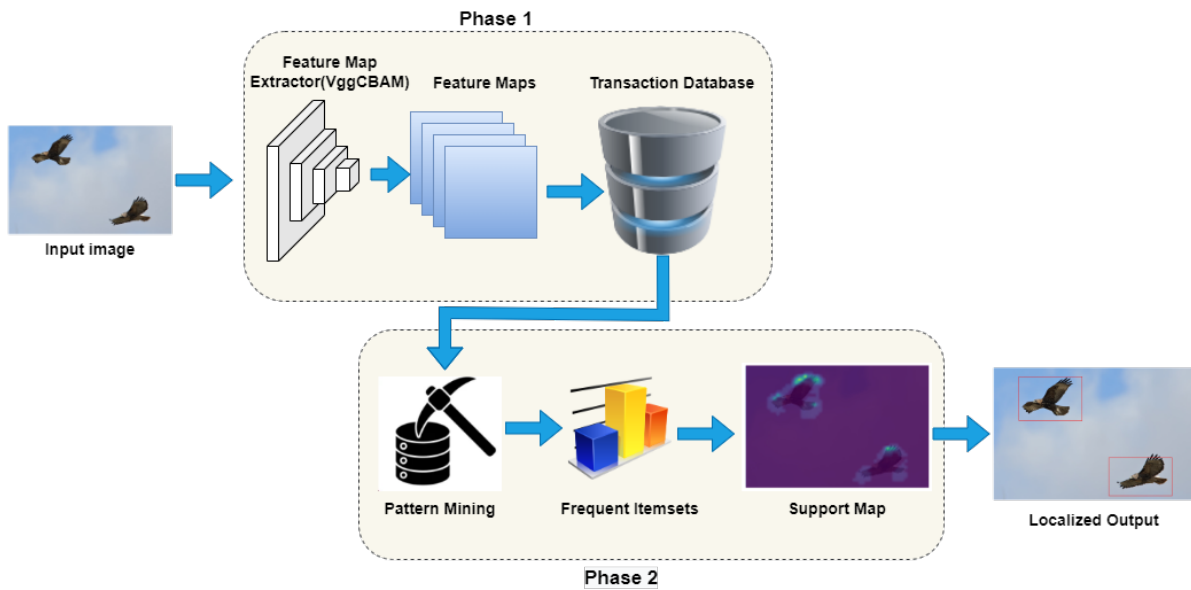 Phase 1
Feature Map
Extractor(VggCBAM)
Feature Maps
Transaction Database
Input image
Pattern Mining
Frequent Itemsets
Support Map
Localized Output
Phase 2